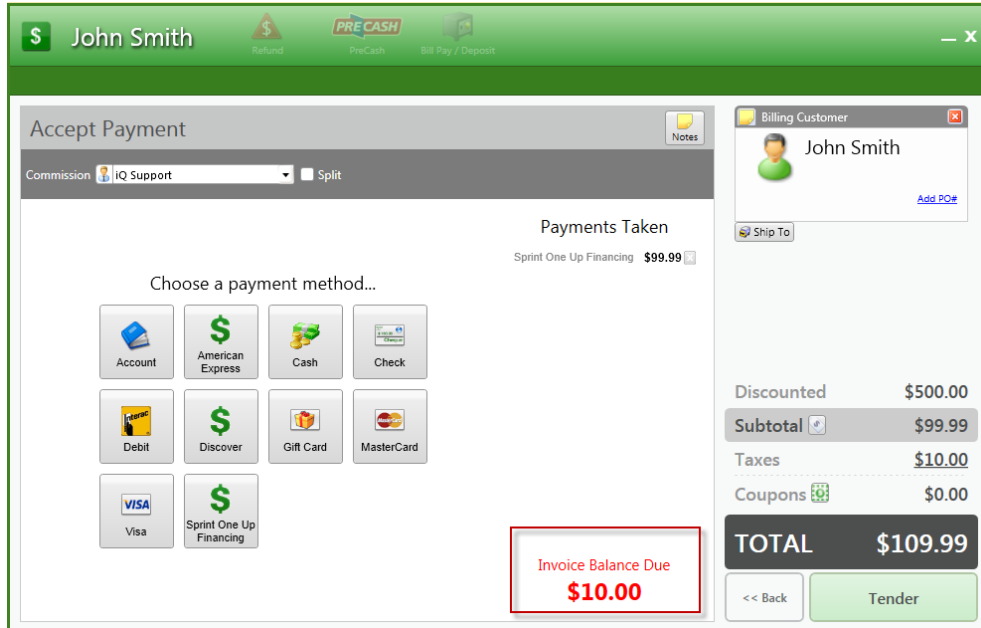 $ John Smith
$
Refund
PRECASH
PreCash
Bill Pay / Deposit
X
Accept Payment
Notes
Commission iQ Support Split
Payments Taken
Sprint One Up Financing $99.99
Choose a payment method...
Account
$
American
Express
Cash
Check
Interac
Debit
$
Discover
Gift Card
MasterCard
VISA
Visa
$
Sprint One Up
Financing
Invoice Balance Due
$10.00
Billing Customer
John Smith
Add PO#
Ship To
Discounted $500.00
Subtotal $99.99
Taxes $10.00
Coupons $0.00
TOTAL $109.99
<< Back
Tender